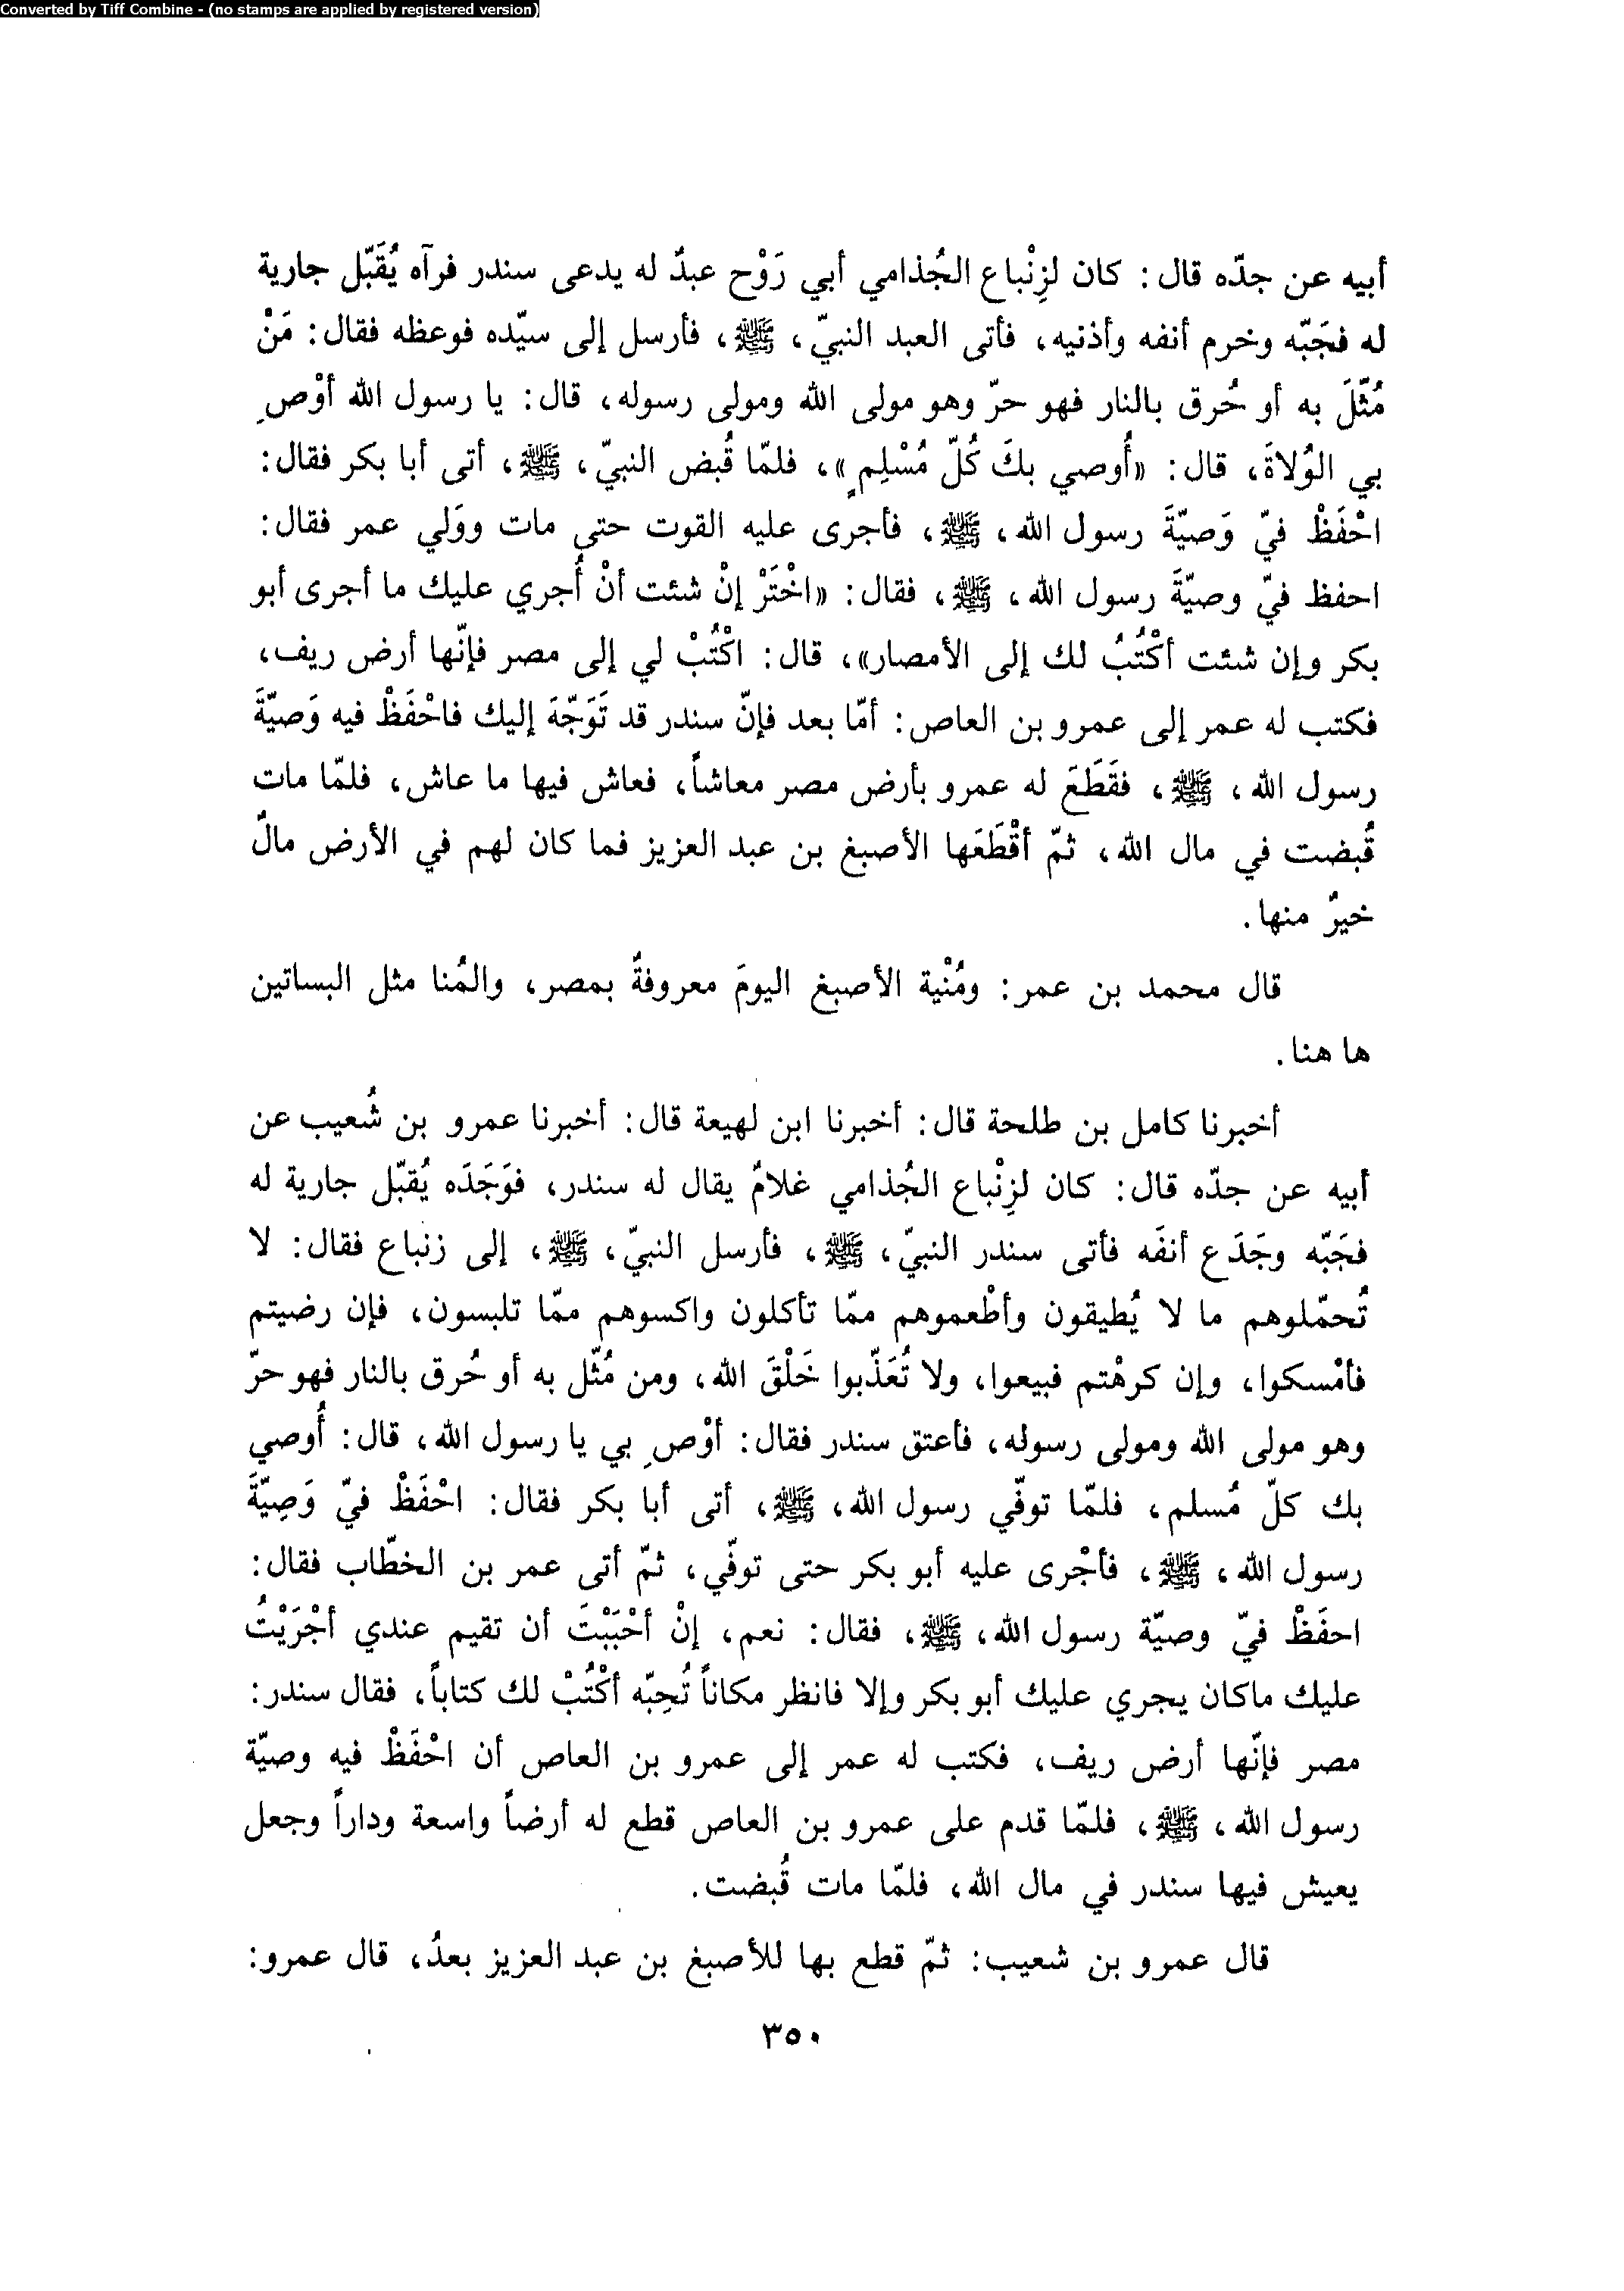 Converted by Tiff Combine - (no stamps are applied by registered version)
أبيه عن جدّه قال: كان لزِنْباع الجُذامي أبي رَوْح عبدٌ له يدعى سندر فرآه يُقَبّل جارية
له فجَبّه وخرم أنفه وأذنيه، فأتى العبد النبيّ، ﷺ، فأرسل إلى سيّده فوعظه فقال: مَنْ
مُثّلَ به أو حُرق بالنار فهو حرّ وهو مولى الله ومولى رسوله، قال: يا رسول الله أوْصِ
بي الوُلاةَ، قال: «أُوصي بكَ كُلّ مُسْلِمٍ»، فلمّا قُبض النبيّ، ﷺ، أتى أبا بكر فقال:
احْفَظْ فيّ وَصيّةَ رسول الله، ﷺ، فأجرى عليه القوت حتى مات ووَلي عمر فقال:
احفظ فيّ وصيّةَ رسول الله، ﷺ، فقال: «اخْتَرْ إنْ شئت أنْ أُجري عليك ما أجرى أبو
بكر وإن شئت أكْتُبُ لك إلى الأمصار»، قال: اكْتُبْ لي إلى مصر فإنّها أرض ريف،
فكتب له عمر إلى عمرو بن العاص: أمّا بعد فإنّ سندر قد تَوَجّهَ إليك فاحْفَظْ فيه وَصيّةَ
رسول الله، ﷺ، فقَطَعَ له عمرو بأرض مصر معاشاً، فعاش فيها ما عاش، فلمّا مات
قُبضت في مال الله، ثمّ أقْطَعَها الأصبغ بن عبد العزيز فما كان لهم في الأرض مالٌ
خيرٌ منها.
قال محمد بن عمر: ومُنْية الأصبغ اليومَ معروفةٌ بمصر، والمُنا مثل البساتين
ها هنا.
أخبرنا كامل بن طلحة قال: أخبرنا ابن لهيعة قال: أخبرنا عمرو بن شُعيب عن
أبيه عن جدّه قال: كان لزِنْباع الجُذامي غلامٌ يقال له سندر، فوَجَدَه يُقبّل جارية له
فجَبّه وجَدَع أنفَه فأتى سندر النبيّ، ﷺ، فأرسل النبيّ، ﷺ، إلى زنباع فقال: لا
تُحمّلوهم ما لا يُطيقون وأطْعموهم ممّا تأكلون واكسوهم ممّا تلبسون، فإن رضيتم
فأمْسكوا، وإن كرهْتم فبيعوا، ولا تُعَذّبوا خَلْقَ الله، ومن مُثّل به أو حُرق بالنار فهو حرّ
وهو مولى الله ومولى رسوله، فأعتق سندر فقال: أوْصِ بي يا رسول الله، قال: أُوصي
بك كلّ مُسلم، فلمّا توفّي رسول الله، ﷺ، أتى أبا بكر فقال: احْفَظْ فيّ وَصِيّةَ
رسول الله، ﷺ، فأجْرى عليه أبو بكر حتى توفّي، ثمّ أتى عمر بن الخطّاب فقال:
احفَظْ فيّ وصيّة رسول الله، ﷺ، فقال: نعم، إنْ أحْبَبْتَ أن تقيم عندي أجْرَيْتُ
عليك ماكان يجري عليك أبو بكر وإلا فانظر مكاناً تُحِبّه أكْتُبْ لك كتاباً، فقال سندر:
مصر فإنّها أرض ريف، فكتب له عمر إلى عمرو بن العاص أن احْفَظْ فيه وصيّة
رسول الله، ﷺ، فلمّا قدم على عمرو بن العاص قطع له أرضاً واسعة وداراً وجعل
يعيش فيها سندر في مال الله، فلمّا مات قُبضت.
قال عمرو بن شعيب: ثمّ قطع بها للأصبغ بن عبد العزيز بعدُ، قال عمرو:
٣٥٠